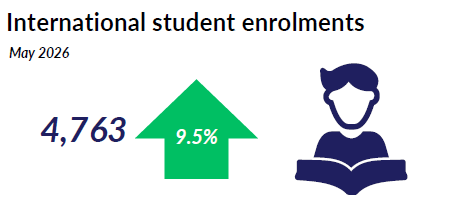 International student enrolments
May 2026
4,763
9.5%